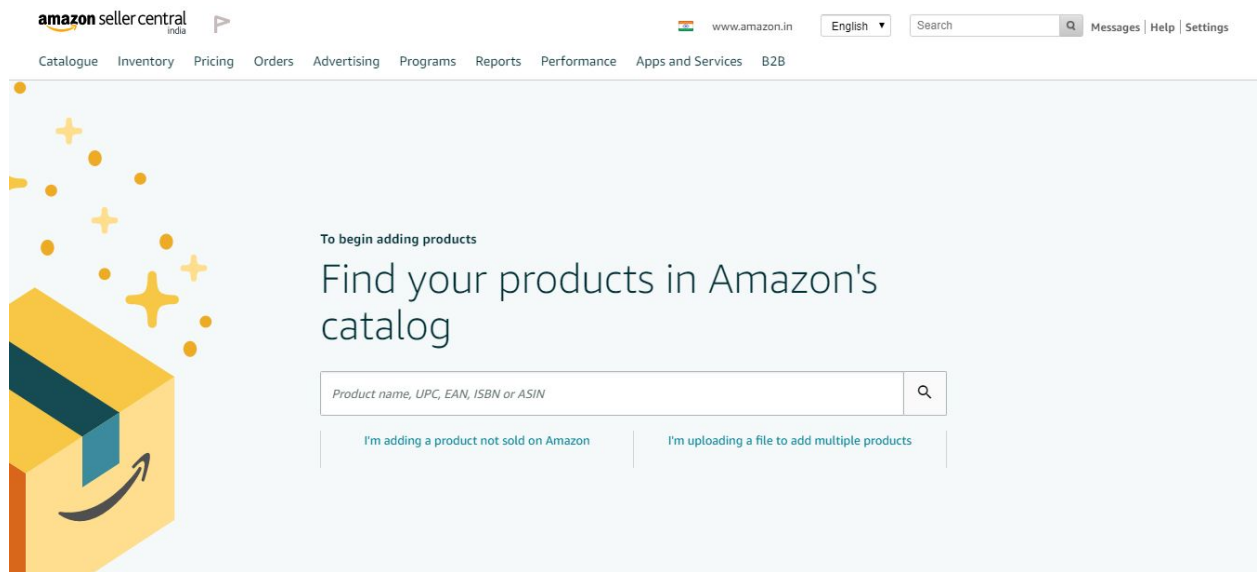 amazon seller central
india
www.amazon.in English Search Messages Help Settings
Catalogue Inventory Pricing Orders Advertising Programs Reports Performance Apps and Services B2B
To begin adding products
Find your products in Amazon's
catalog
Product name, UPC, EAN, ISBN or ASIN
I'm adding a product not sold on Amazon I'm uploading a file to add multiple products